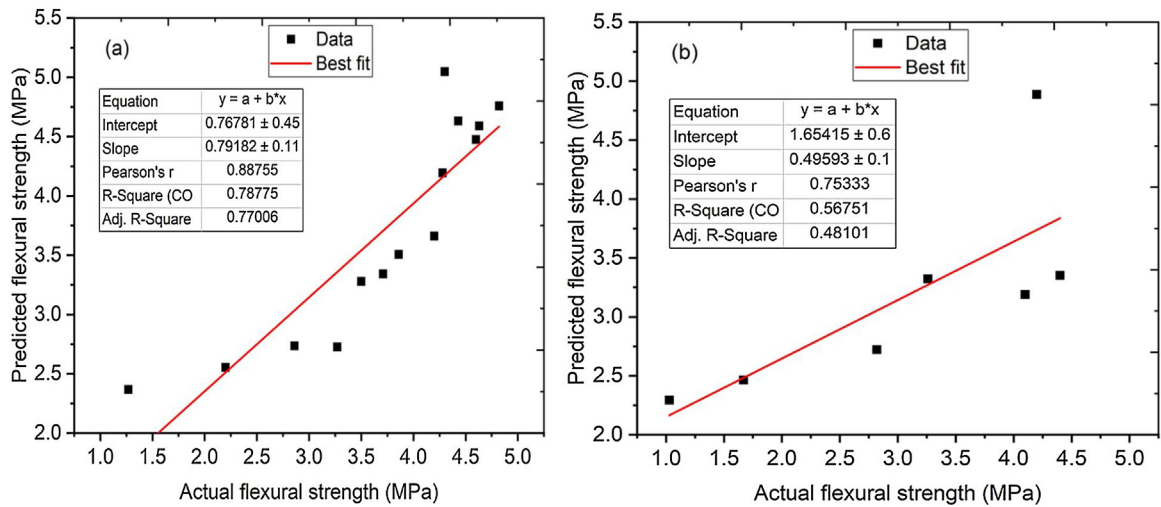 (a)
Data
Best fit
Equation y = a + b*x
Intercept 0.76781 ± 0.45
Slope 0.79182 ± 0.11
Pearson's r 0.88755
R-Square (CO 0.78775
Adj. R-Square 0.77006
Predicted flexural strength (MPa)
5.5
5.0
4.5
4.0
3.5
3.0
2.5
2.0
1.0 1.5 2.0 2.5 3.0 3.5 4.0 4.5 5.0
Actual flexural strength (MPa)
(b)
Data
Best fit
Equation y = a + b*x
Intercept 1.65415 ± 0.6
Slope 0.49593 ± 0.1
Pearson's r 0.75333
R-Square (CO 0.56751
Adj. R-Square 0.48101
Predicted flexural strength (MPa)
5.5
5.0
4.5
4.0
3.5
3.0
2.5
2.0
1.0 1.5 2.0 2.5 3.0 3.5 4.0 4.5 5.0
Actual flexural strength (MPa)